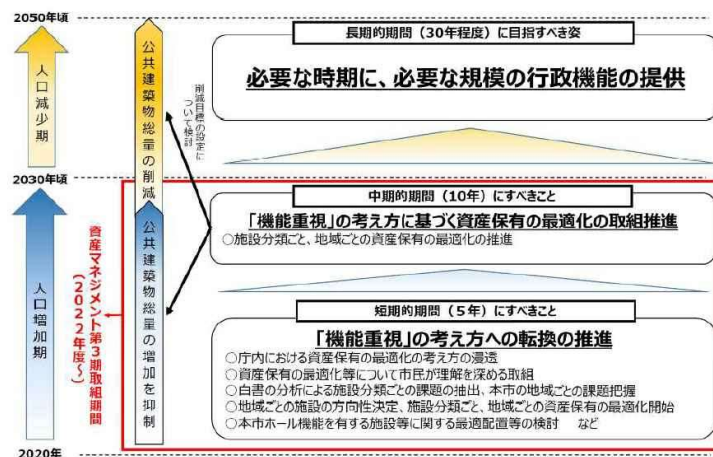 2050年頃
人口減少期
2030年頃
人口増加期
2020年
資産マネジメント第3期取組期間
(2022年度~)
公共建築物総量の削減
公共建築物総量の増加を抑制
削減目標の設定に
ついて検討
長期的期間(30年程度)に目指すべき姿
必要な時期に、必要な規模の行政機能の提供
中期的期間(10年)にすべきこと
「機能重視」の考え方に基づく資産保有の最適化の取組推進
○施設分類ごと、地域ごとの資産保有の最適化の推進
短期的期間(5年)にすべきこと
「機能重視」の考え方への転換の推進
○庁内における資産保有の最適化の考え方の浸透
○資産保有の最適化等について市民が理解を深める取組
○白書の分析による施設分類ごとの課題の抽出、本市の地域ごとの課題把握
○地域ごとの施設の方向性決定、施設分類ごと、地域ごとの資産保有の最適化開始
○本市ホール機能を有する施設等に関する最適配置等の検討 など